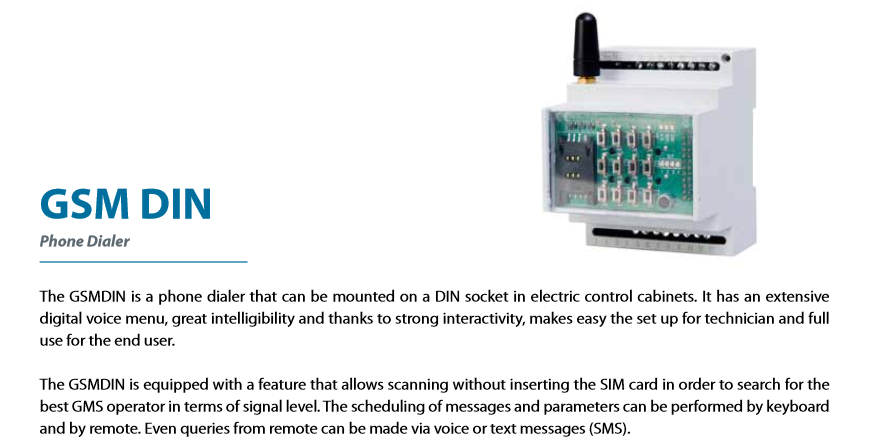 GSM DIN
Phone Dialer
The GSMDIN is a phone dialer that can be mounted on a DIN socket in electric control cabinets. It has an extensive
digital voice menu, great intelligibility and thanks to strong interactivity, makes easy the set up for technician and full
use for the end user.
The GSMDIN is equipped with a feature that allows scanning without inserting the SIM card in order to search for the
best GMS operator in terms of signal level. The scheduling of messages and parameters can be performed by keyboard
and by remote. Even queries from remote can be made via voice or text messages (SMS).